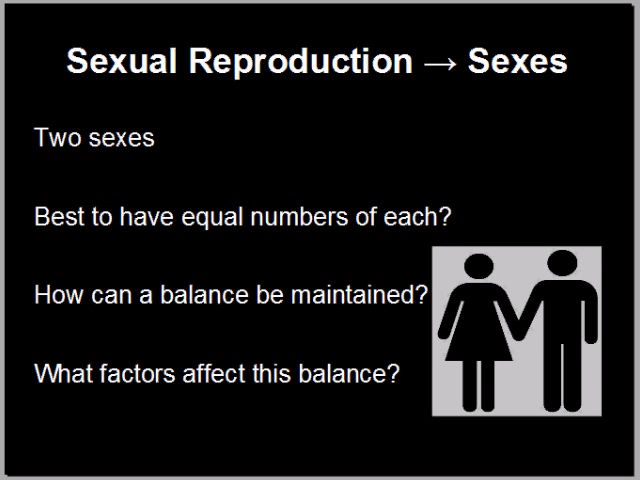 Sexual Reproduction → Sexes
Two sexes
Best to have equal numbers of each?
How can a balance be maintained?
What factors affect this balance?